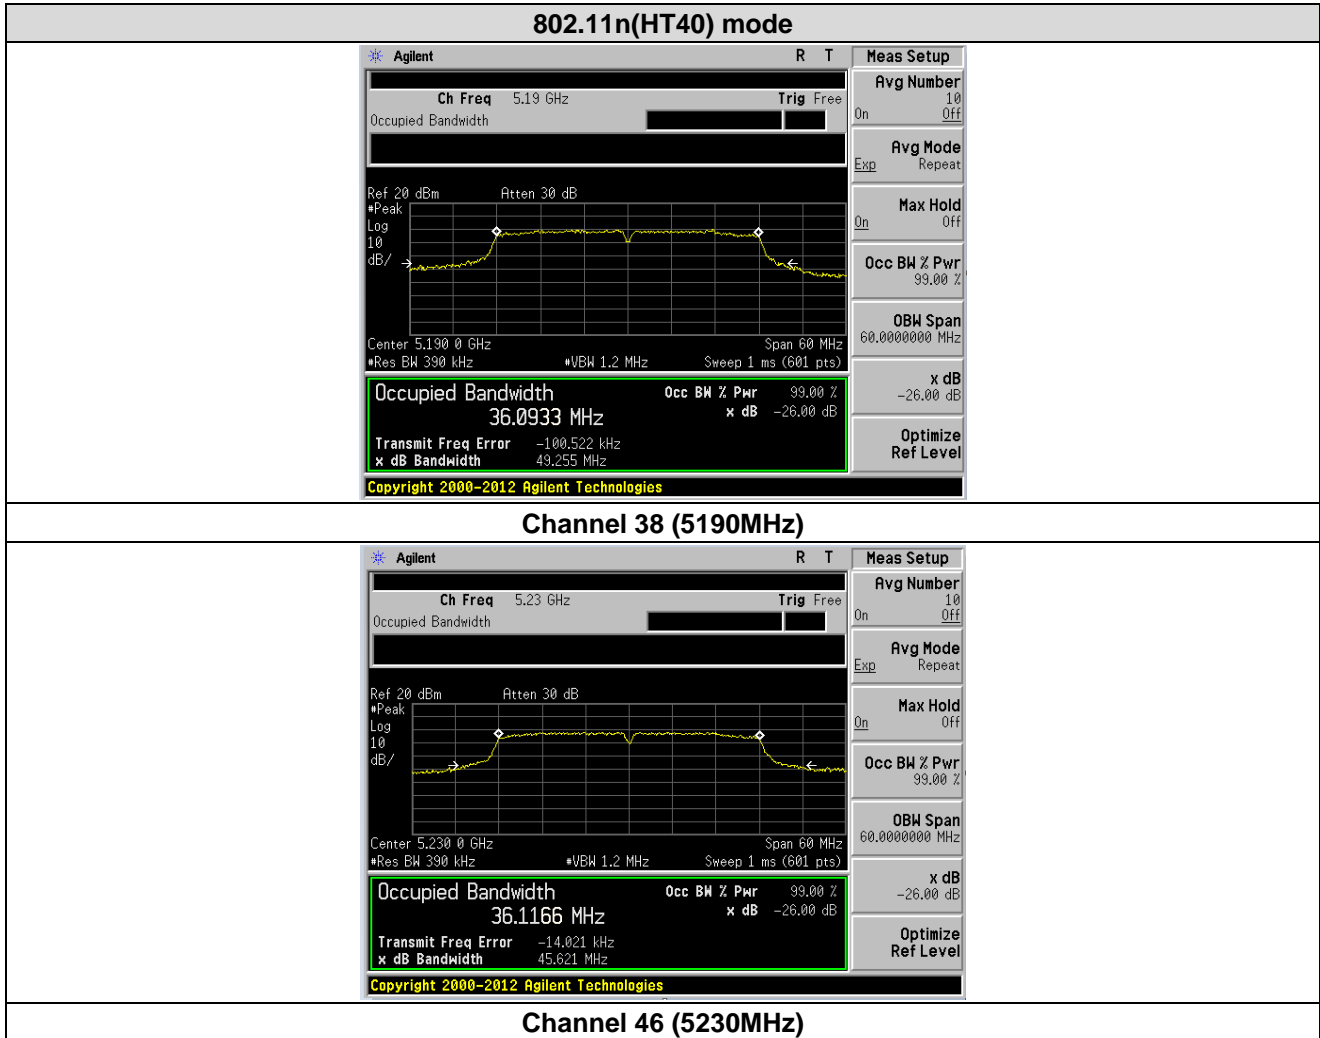 802.11n(HT40) mode
Agilent R T Meas Setup
Ch Freq 5.19 GHz Trig Free
Occupied Bandwidth
Avg Number
10
On Off
Avg Mode
Exp Repeat
Max Hold
On Off
Occ BW % Pwr
99.00 %
OBW Span
60.0000000 MHz
x dB
-26.00 dB
Optimize
Ref Level
Ref 20 dBm Atten 30 dB
#Peak
Log
10
dB/
Center 5.190 0 GHz Span 60 MHz
#Res BW 390 kHz #VBW 1.2 MHz Sweep 1 ms (601 pts)
Occupied Bandwidth Occ BW % Pwr 99.00 %
36.0933 MHz x dB -26.00 dB
Transmit Freq Error -100.522 kHz
x dB Bandwidth 49.255 MHz
Copyright 2000-2012 Agilent Technologies
Channel 38 (5190MHz)
Agilent R T Meas Setup
Ch Freq 5.23 GHz Trig Free
Occupied Bandwidth
Avg Number
10
On Off
Avg Mode
Exp Repeat
Max Hold
On Off
Occ BW % Pwr
99.00 %
OBW Span
60.0000000 MHz
x dB
-26.00 dB
Optimize
Ref Level
Ref 20 dBm Atten 30 dB
#Peak
Log
10
dB/
Center 5.230 0 GHz Span 60 MHz
#Res BW 390 kHz #VBW 1.2 MHz Sweep 1 ms (601 pts)
Occupied Bandwidth Occ BW % Pwr 99.00 %
36.1166 MHz x dB -26.00 dB
Transmit Freq Error -14.021 kHz
x dB Bandwidth 45.621 MHz
Copyright 2000-2012 Agilent Technologies
Channel 46 (5230MHz)